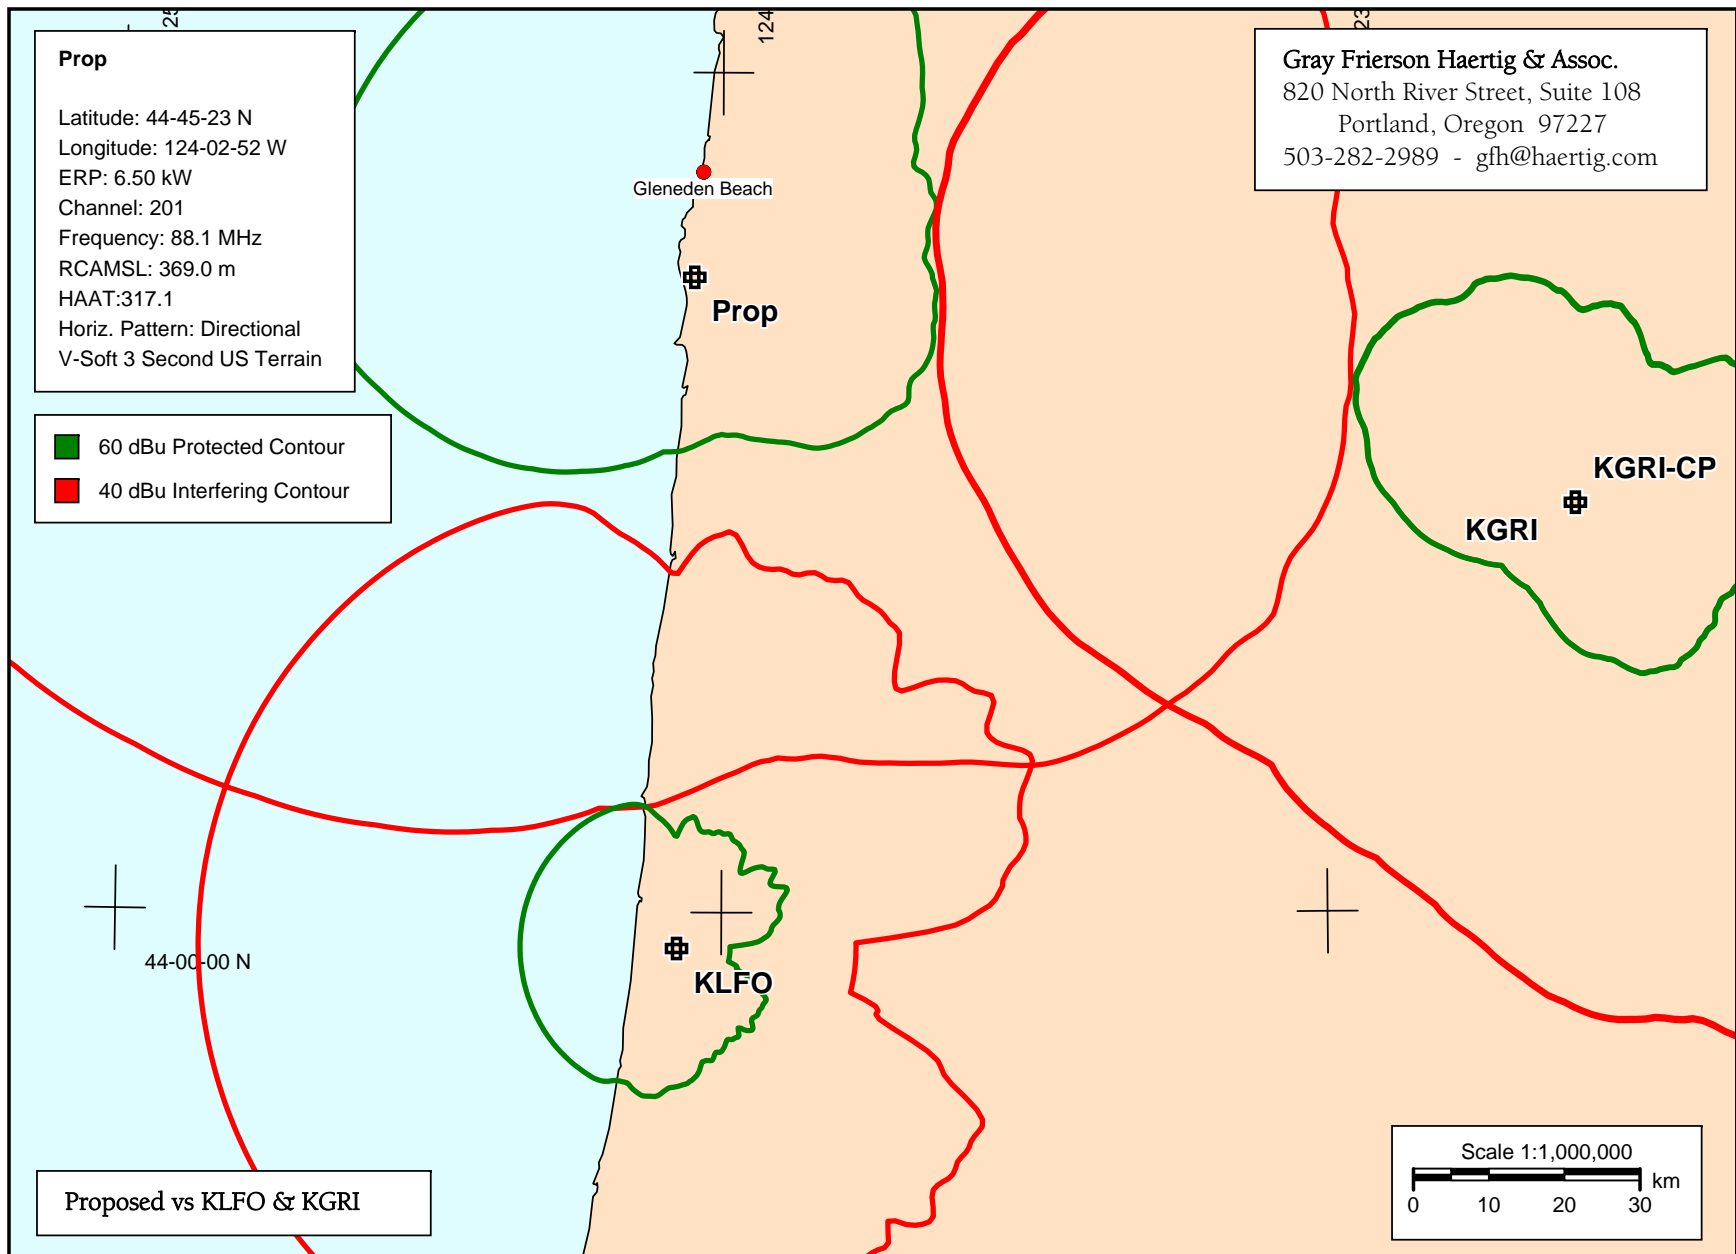 25
124
23
Prop
Latitude: 44-45-23 N
Longitude: 124-02-52 W
ERP: 6.50 kW
Channel: 201
Frequency: 88.1 MHz
RCAMSL: 369.0 m
HAAT:317.1
Horiz. Pattern: Directional
V-Soft 3 Second US Terrain
Gray Frierson Haertig & Assoc.
820 North River Street, Suite 108
Portland, Oregon 97227
503-282-2989 - gfh@haertig.com
Gleneden Beach
Prop
60 dBu Protected Contour
40 dBu Interfering Contour
KGRI-CP
KGRI
44-00-00 N
KLFO
Proposed vs KLFO & KGRI
Scale 1:1,000,000
km
0 10 20 30